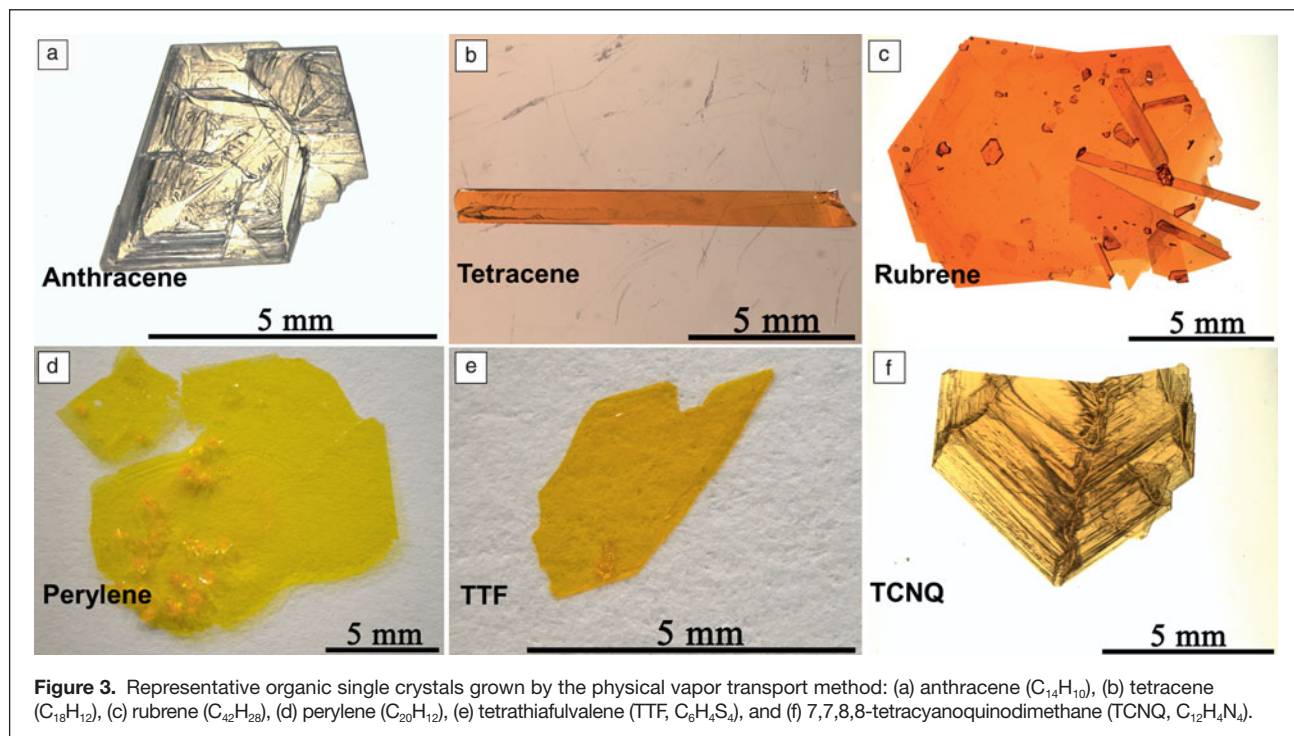 a
Anthracene
5 mm
b
Tetracene
5 mm
c
Rubrene
5 mm
d
Perylene
5 mm
e
TTF
5 mm
f
TCNQ
5 mm
Figure 3. Representative organic single crystals grown by the physical vapor transport method: (a) anthracene (C₁₄H₁₀), (b) tetracene
(C₁₈H₁₂), (c) rubrene (C₄₂H₂₈), (d) perylene (C₂₀H₁₂), (e) tetrathiafulvalene (TTF, C₆H₄S₄), and (f) 7,7,8,8-tetracyanoquinodimethane (TCNQ, C₁₂H₄N₄).